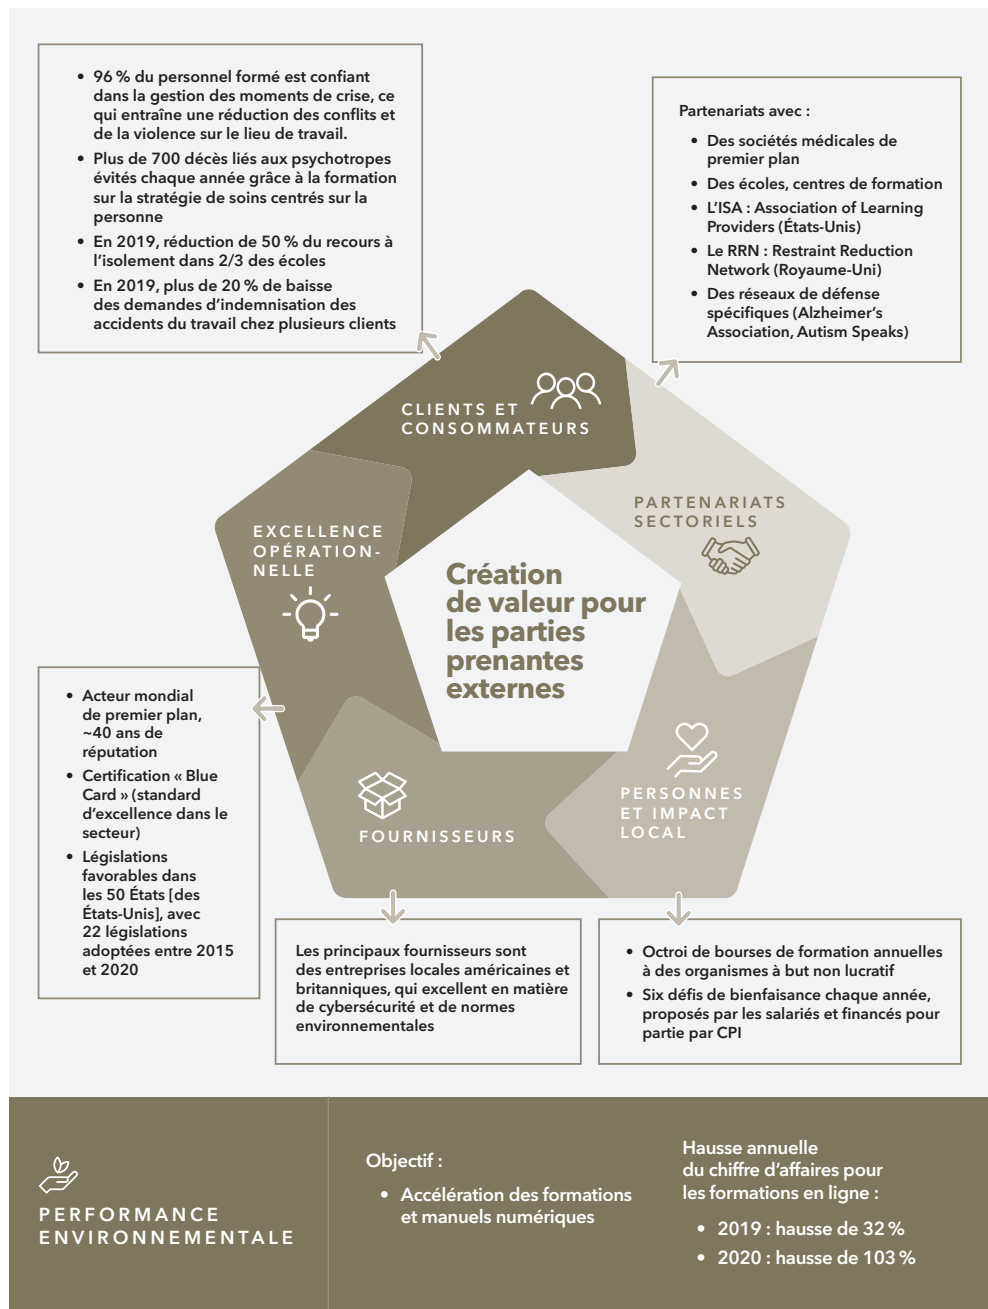 • 96 % du personnel formé est confiant
dans la gestion des moments de crise, ce
qui entraîne une réduction des conflits et
de la violence sur le lieu de travail.
• Plus de 700 décès liés aux psychotropes
évités chaque année grâce à la formation
sur la stratégie de soins centrés sur la
personne
• En 2019, réduction de 50 % du recours à
l’isolement dans 2/3 des écoles
• En 2019, plus de 20 % de baisse
des demandes d’indemnisation des
accidents du travail chez plusieurs clients
Partenariats avec :
• Des sociétés médicales de
premier plan
• Des écoles, centres de formation
• L’ISA : Association of Learning
Providers (États-Unis)
• Le RRN : Restraint Reduction
Network (Royaume-Uni)
• Des réseaux de défense
spécifiques (Alzheimer’s
Association, Autism Speaks)
CLIENTS ET
CONSOMMATEURS
PARTENARIATS
SECTORIELS
EXCELLENCE
OPÉRATION-
NELLE
Création
de valeur pour
les parties
prenantes
externes
• Acteur mondial
de premier plan,
~40 ans de
réputation
• Certification « Blue
Card » (standard
d’excellence dans le
secteur)
• Législations
favorables dans
les 50 États [des
États-Unis], avec
22 législations
adoptées entre 2015
et 2020
FOURNISSEURS
PERSONNES
ET IMPACT
LOCAL
Les principaux fournisseurs sont
des entreprises locales américaines et
britanniques, qui excellent en matière
de cybersécurité et de normes
environnementales
• Octroi de bourses de formation annuelles
à des organismes à but non lucratif
• Six défis de bienfaisance chaque année,
proposés par les salariés et financés pour
partie par CPI
PERFORMANCE
ENVIRONNEMENTALE
Objectif :
• Accélération des formations
et manuels numériques
Hausse annuelle
du chiffre d’affaires pour
les formations en ligne :
• 2019 : hausse de 32 %
• 2020 : hausse de 103 %